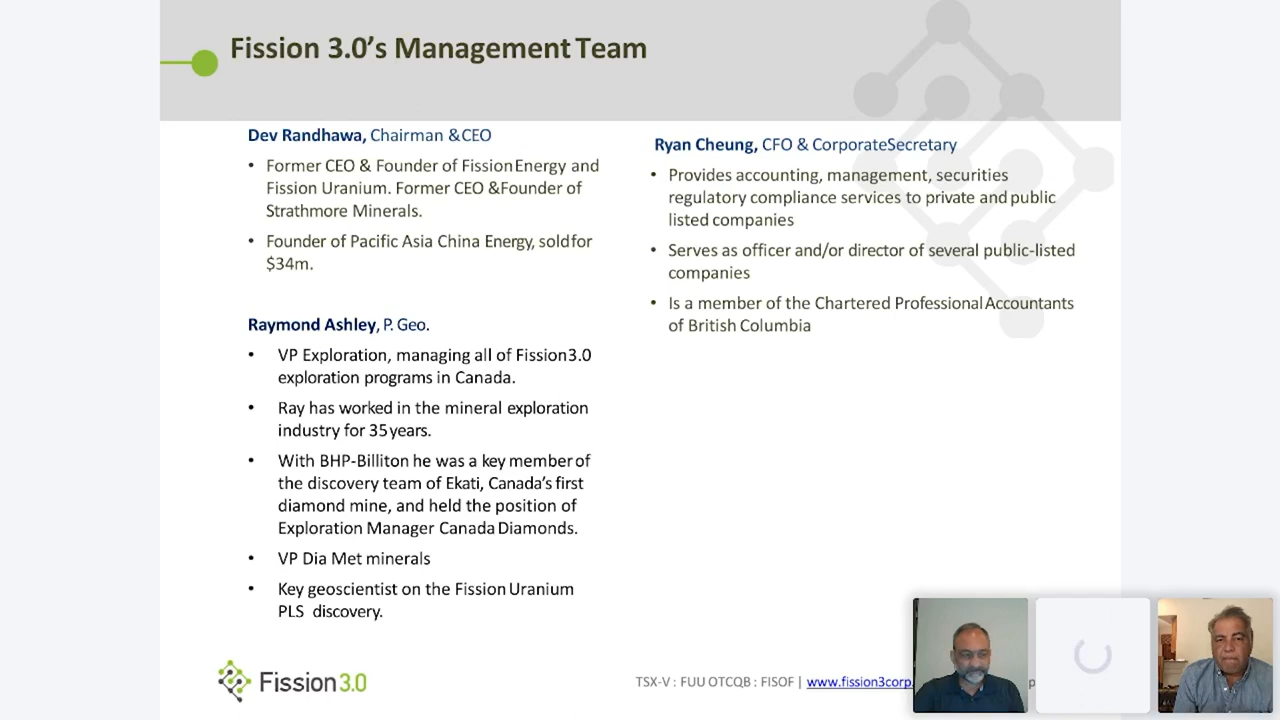 Fission 3.0's Management Team
Dev Randhawa, Chairman & CEO
• Former CEO & Founder of Fission Energy and
Fission Uranium. Former CEO & Founder of
Strathmore Minerals.
• Founder of Pacific Asia China Energy, sold for
$34m.
Raymond Ashley, P. Geo.
• VP Exploration, managing all of Fission 3.0
exploration programs in Canada.
• Ray has worked in the mineral exploration
industry for 35 years.
• With BHP-Billiton he was a key member of
the discovery team of Ekati, Canada's first
diamond mine, and held the position of
Exploration Manager Canada Diamonds.
• VP Dia Met minerals
• Key geoscientist on the Fission Uranium
PLS discovery.
Ryan Cheung, CFO & Corporate Secretary
• Provides accounting, management, securities
regulatory compliance services to private and public
listed companies
• Serves as officer and/or director of several public-listed
companies
• Is a member of the Chartered Professional Accountants
of British Columbia
Fission 3.0
TSX-V : FUU OTCQB : FISOF | www.fission3corp.